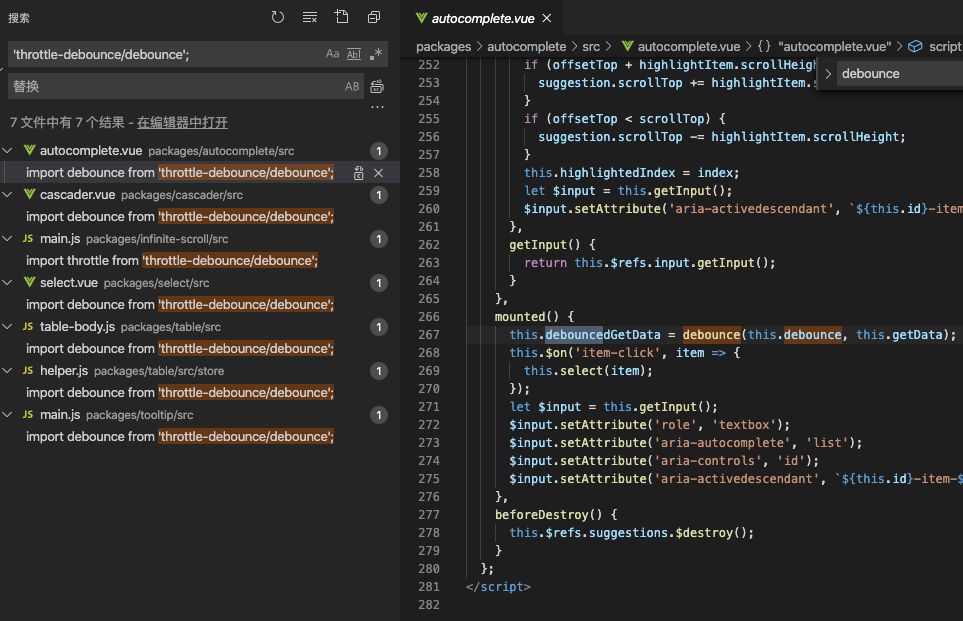 搜索
'throttle-debounce/debounce';
Aa Abl .*
替换
AB
7 文件中有 7 个结果 - 在编辑器中打开
autocomplete.vue packages/autocomplete/src 1
import debounce from 'throttle-debounce/debounce';
cascader.vue packages/cascader/src 1
import debounce from 'throttle-debounce/debounce';
JS main.js packages/infinite-scroll/src 1
import throttle from 'throttle-debounce/debounce';
select.vue packages/select/src 1
import debounce from 'throttle-debounce/debounce';
JS table-body.js packages/table/src 1
import debounce from 'throttle-debounce/debounce';
JS helper.js packages/table/src/store 1
import debounce from 'throttle-debounce/debounce';
JS main.js packages/tooltip/src 1
import debounce from 'throttle-debounce/debounce';
autocomplete.vue
packages > autocomplete > src > autocomplete.vue > {} "autocomplete.vue" > script
debounce
252 if (offsetTop + highlightItem.scrollHeigh
253 suggestion.scrollTop += highlightItem.
254 }
255 if (offsetTop < scrollTop) {
256 suggestion.scrollTop -= highlightItem.scrollHeight;
257 }
258 this.highlightedIndex = index;
259 let $input = this.getInput();
260 $input.setAttribute('aria-activedescendant', `${this.id}-item
261 },
262 getInput() {
263 return this.$refs.input.getInput();
264 }
265 },
266 mounted() {
267 this.debouncedGetData = debounce(this.debounce, this.getData);
268 this.$on('item-click', item => {
269 this.select(item);
270 });
271 let $input = this.getInput();
272 $input.setAttribute('role', 'textbox');
273 $input.setAttribute('aria-autocomplete', 'list');
274 $input.setAttribute('aria-controls', 'id');
275 $input.setAttribute('aria-activedescendant', `${this.id}-item-$
276 },
277 beforeDestroy() {
278 this.$refs.suggestions.$destroy();
279 }
280 };
281 </script>
282